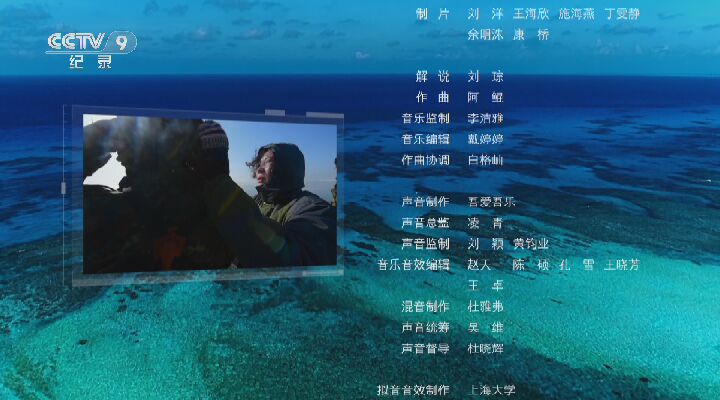 CCTV 9
纪录
制 片 刘 洋 王海欣 施海燕 丁雯静
余明洙 康 桥
解 说 刘 琮
作 曲 阿 鲲
音乐监制 李清雅
音乐编辑 戴婷婷
作曲协调 白格屾
声音制作 吾爱吾乐
声音总监 凌 青
声音监制 刘 颖 黄钧业
音乐音效编辑 赵天 陈 硕 孔 雪 王晓芳
王 卓
混音制作 杜雅弗
声音统筹 吴 维
声音督导 杜晓辉
拟音音效制作 上海大学